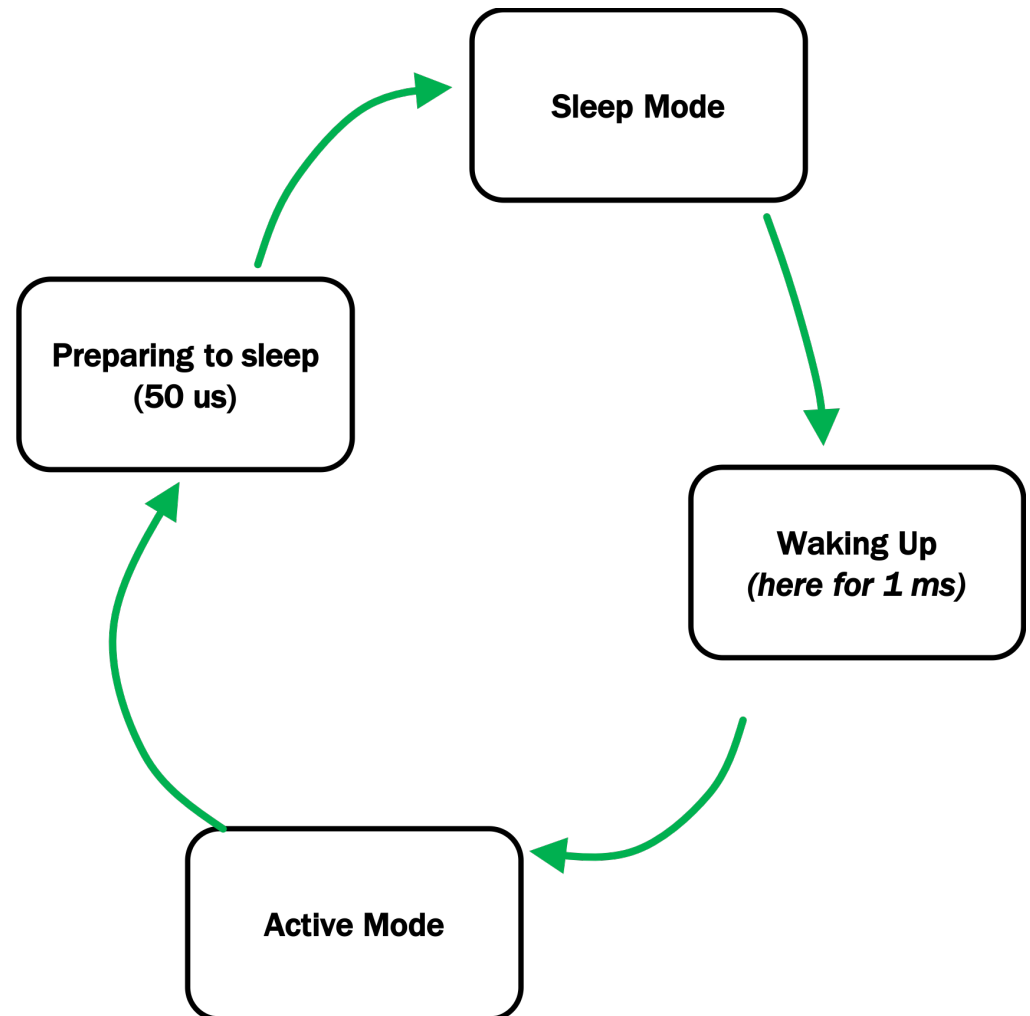 Sleep Mode
Preparing to sleep
(50 us)
Waking Up
(here for 1 ms)
Active Mode